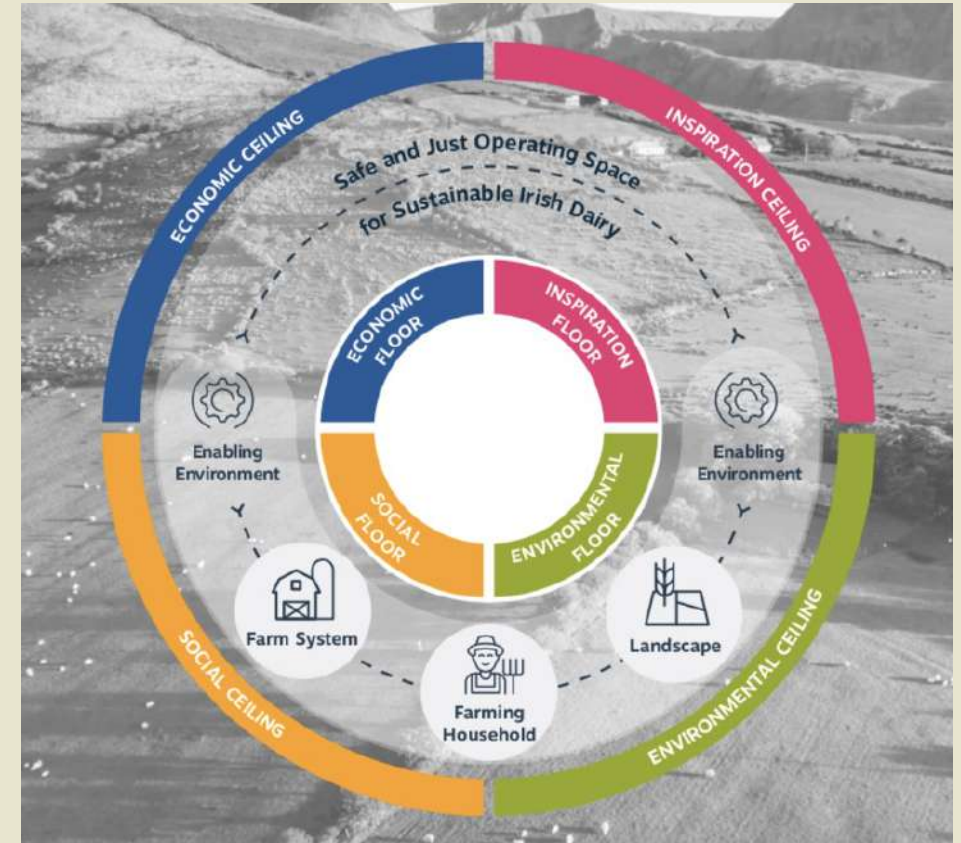 ECONOMIC CEILING
INSPIRATION CEILING
Safe and Just Operating Space
for Sustainable Irish Dairy
ECONOMIC
FLOOR
INSPIRATION
FLOOR
Enabling
Environment
Enabling
Environment
SOCIAL
FLOOR
ENVIRONMENTAL
FLOOR
Farm System
Landscape
Farming
Household
SOCIAL CEILING
ENVIRONMENTAL CEILING